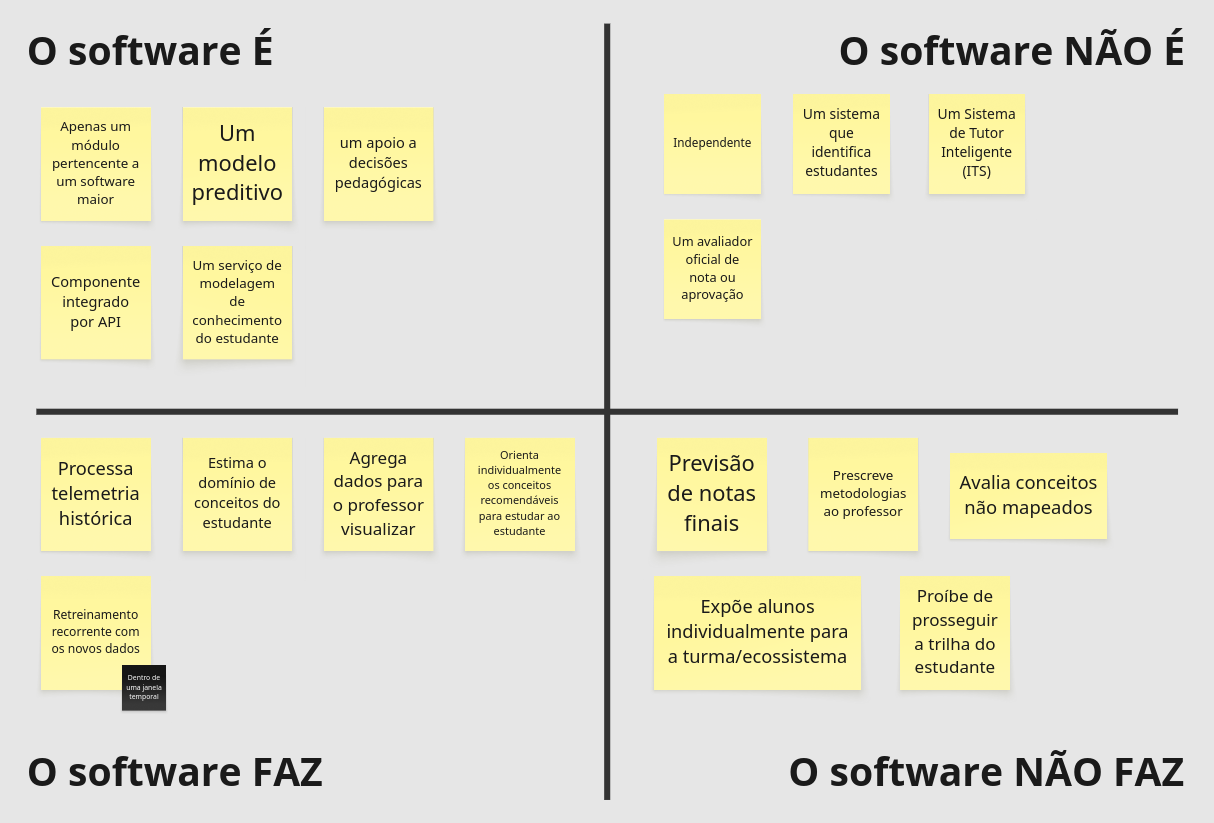 O software É
Apenas um
módulo
pertencente a
um software
maior
Um
modelo
preditivo
um apoio a
decisões
pedagógicas
Componente
integrado
por API
Um serviço de
modelagem
de
conhecimento
do estudante
O software NÃO É
Independente
Um sistema
que
identifica
estudantes
Um Sistema
de Tutor
Inteligente
(ITS)
Um avaliador
oficial de
nota ou
aprovação
Processa
telemetria
histórica
Estima o
domínio de
conceitos do
estudante
Agrega
dados para
o professor
visualizar
Orienta
individualmente
os conceitos
recomendáveis
para estudar ao
estudante
Retreinamento
recorrente com
os novos dados
Dentro de
uma janela
temporal
O software FAZ
Previsão
de notas
finais
Prescreve
metodologias
ao professor
Avalia conceitos
não mapeados
Expõe alunos
individualmente para
a turma/ecossistema
Proíbe de
prosseguir
a trilha do
estudante
O software NÃO FAZ